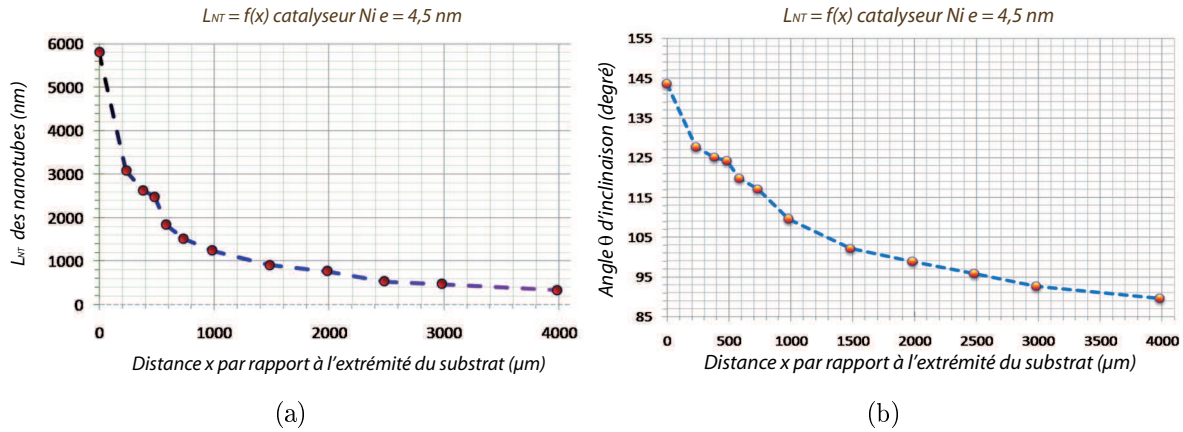 LNT = f(x) catalyseur Ni e = 4,5 nm
LNT des nanotubes (nm)
6000
5000
4000
3000
2000
1000
0
0 1000 2000 3000 4000
Distance x par rapport à l'extrémité du substrat (µm)
(a)
LNT = f(x) catalyseur Ni e = 4,5 nm
Angle θ d'inclinaison (degré)
155
145
135
125
115
105
95
85
0 500 1000 1500 2000 2500 3000 3500 4000
Distance x par rapport à l'extrémité du substrat (µm)
(b)